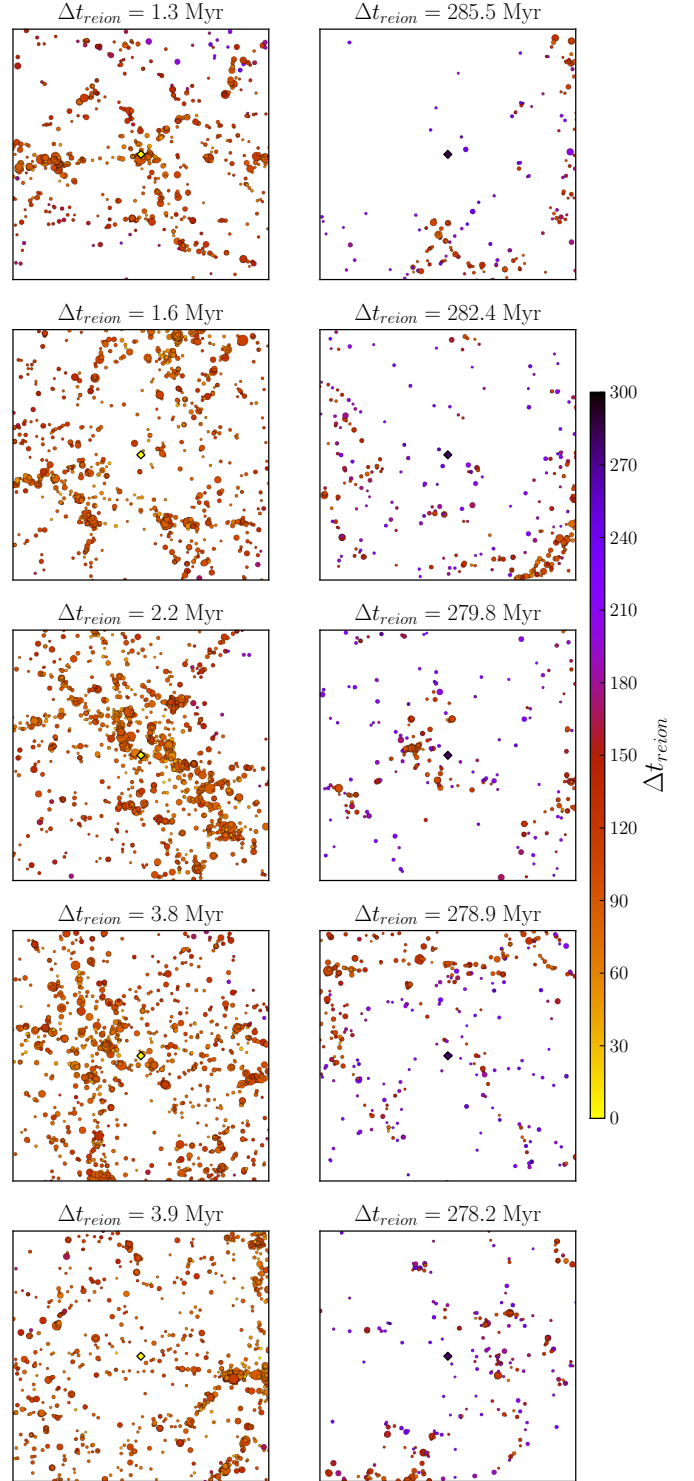 Δt_reion = 1.3 Myr
Δt_reion = 285.5 Myr
Δt_reion = 1.6 Myr
Δt_reion = 282.4 Myr
Δt_reion = 2.2 Myr
Δt_reion = 279.8 Myr
Δt_reion = 3.8 Myr
Δt_reion = 278.9 Myr
Δt_reion = 3.9 Myr
Δt_reion = 278.2 Myr
300
270
240
210
180
150
120
90
60
30
0
Δt_reion